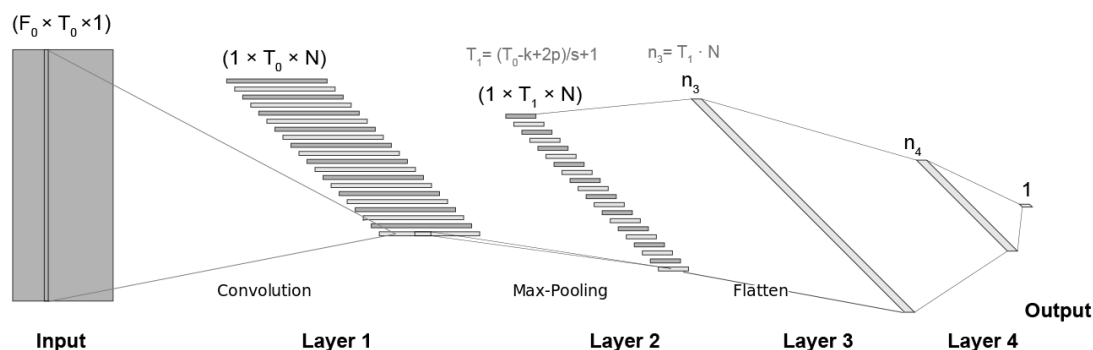 (F₀ × T₀ ×1)
(1 × T₀ × N)
T₁= (T₀-k+2p)/s+1
(1 × T₁ × N)
n₃= T₁ · N
n₃
n₄
1
Convolution
Max-Pooling
Flatten
Output
Input
Layer 1
Layer 2
Layer 3
Layer 4